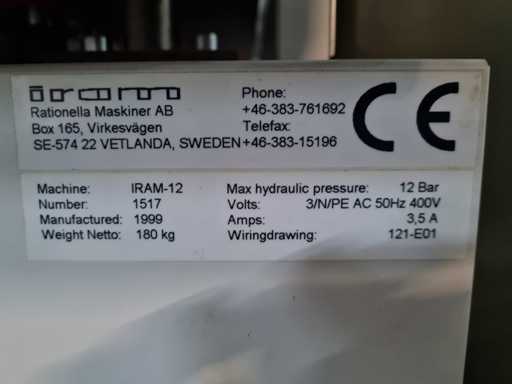 Rationella Maskiner AB
Box 165, Virkesvägen
SE-574 22 VETLANDA, SWEDEN
Phone:
+46-383-761692
Telefax:
+46-383-15196
CE
Machine: IRAM-12
Number: 1517
Manufactured: 1999
Weight Netto: 180 kg
Max hydraulic pressure: 12 Bar
Volts: 3/N/PE AC 50Hz 400V
Amps: 3,5 A
Wiringdrawing: 121-E01